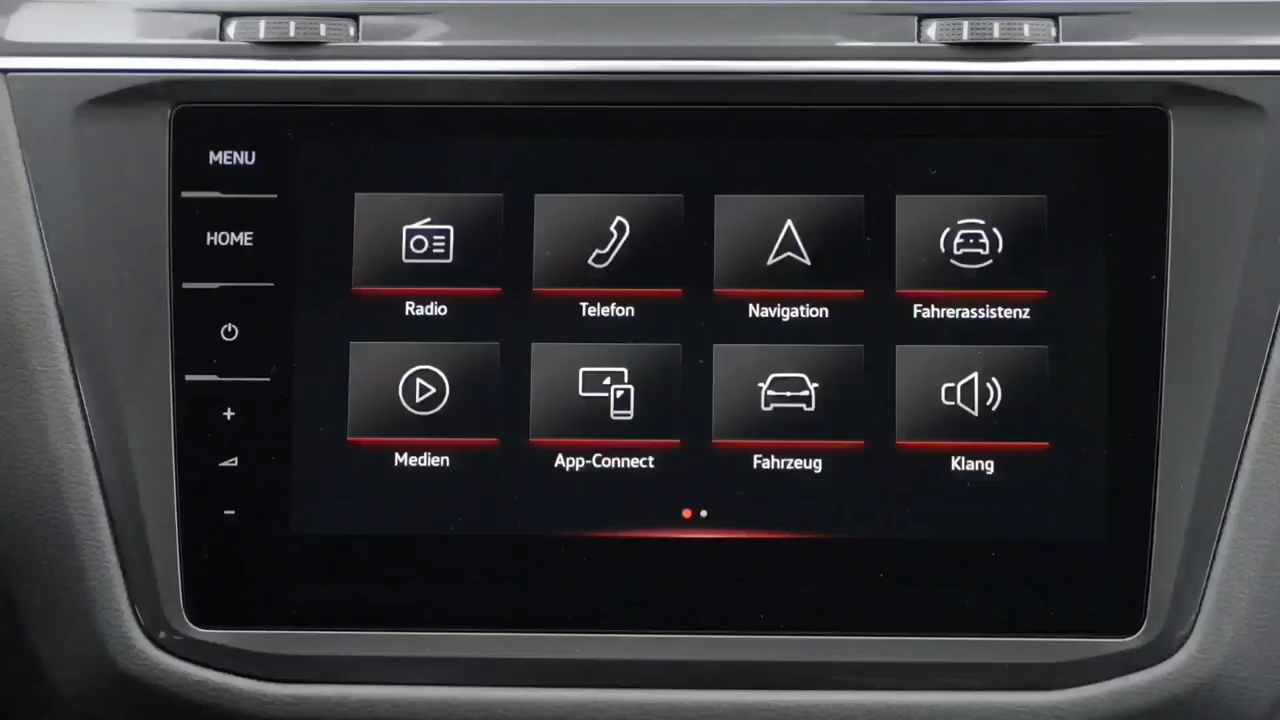 MENU
HOME
+
-
Radio
Telefon
Navigation
Fahrerassistenz
Medien
App-Connect
Fahrzeug
Klang